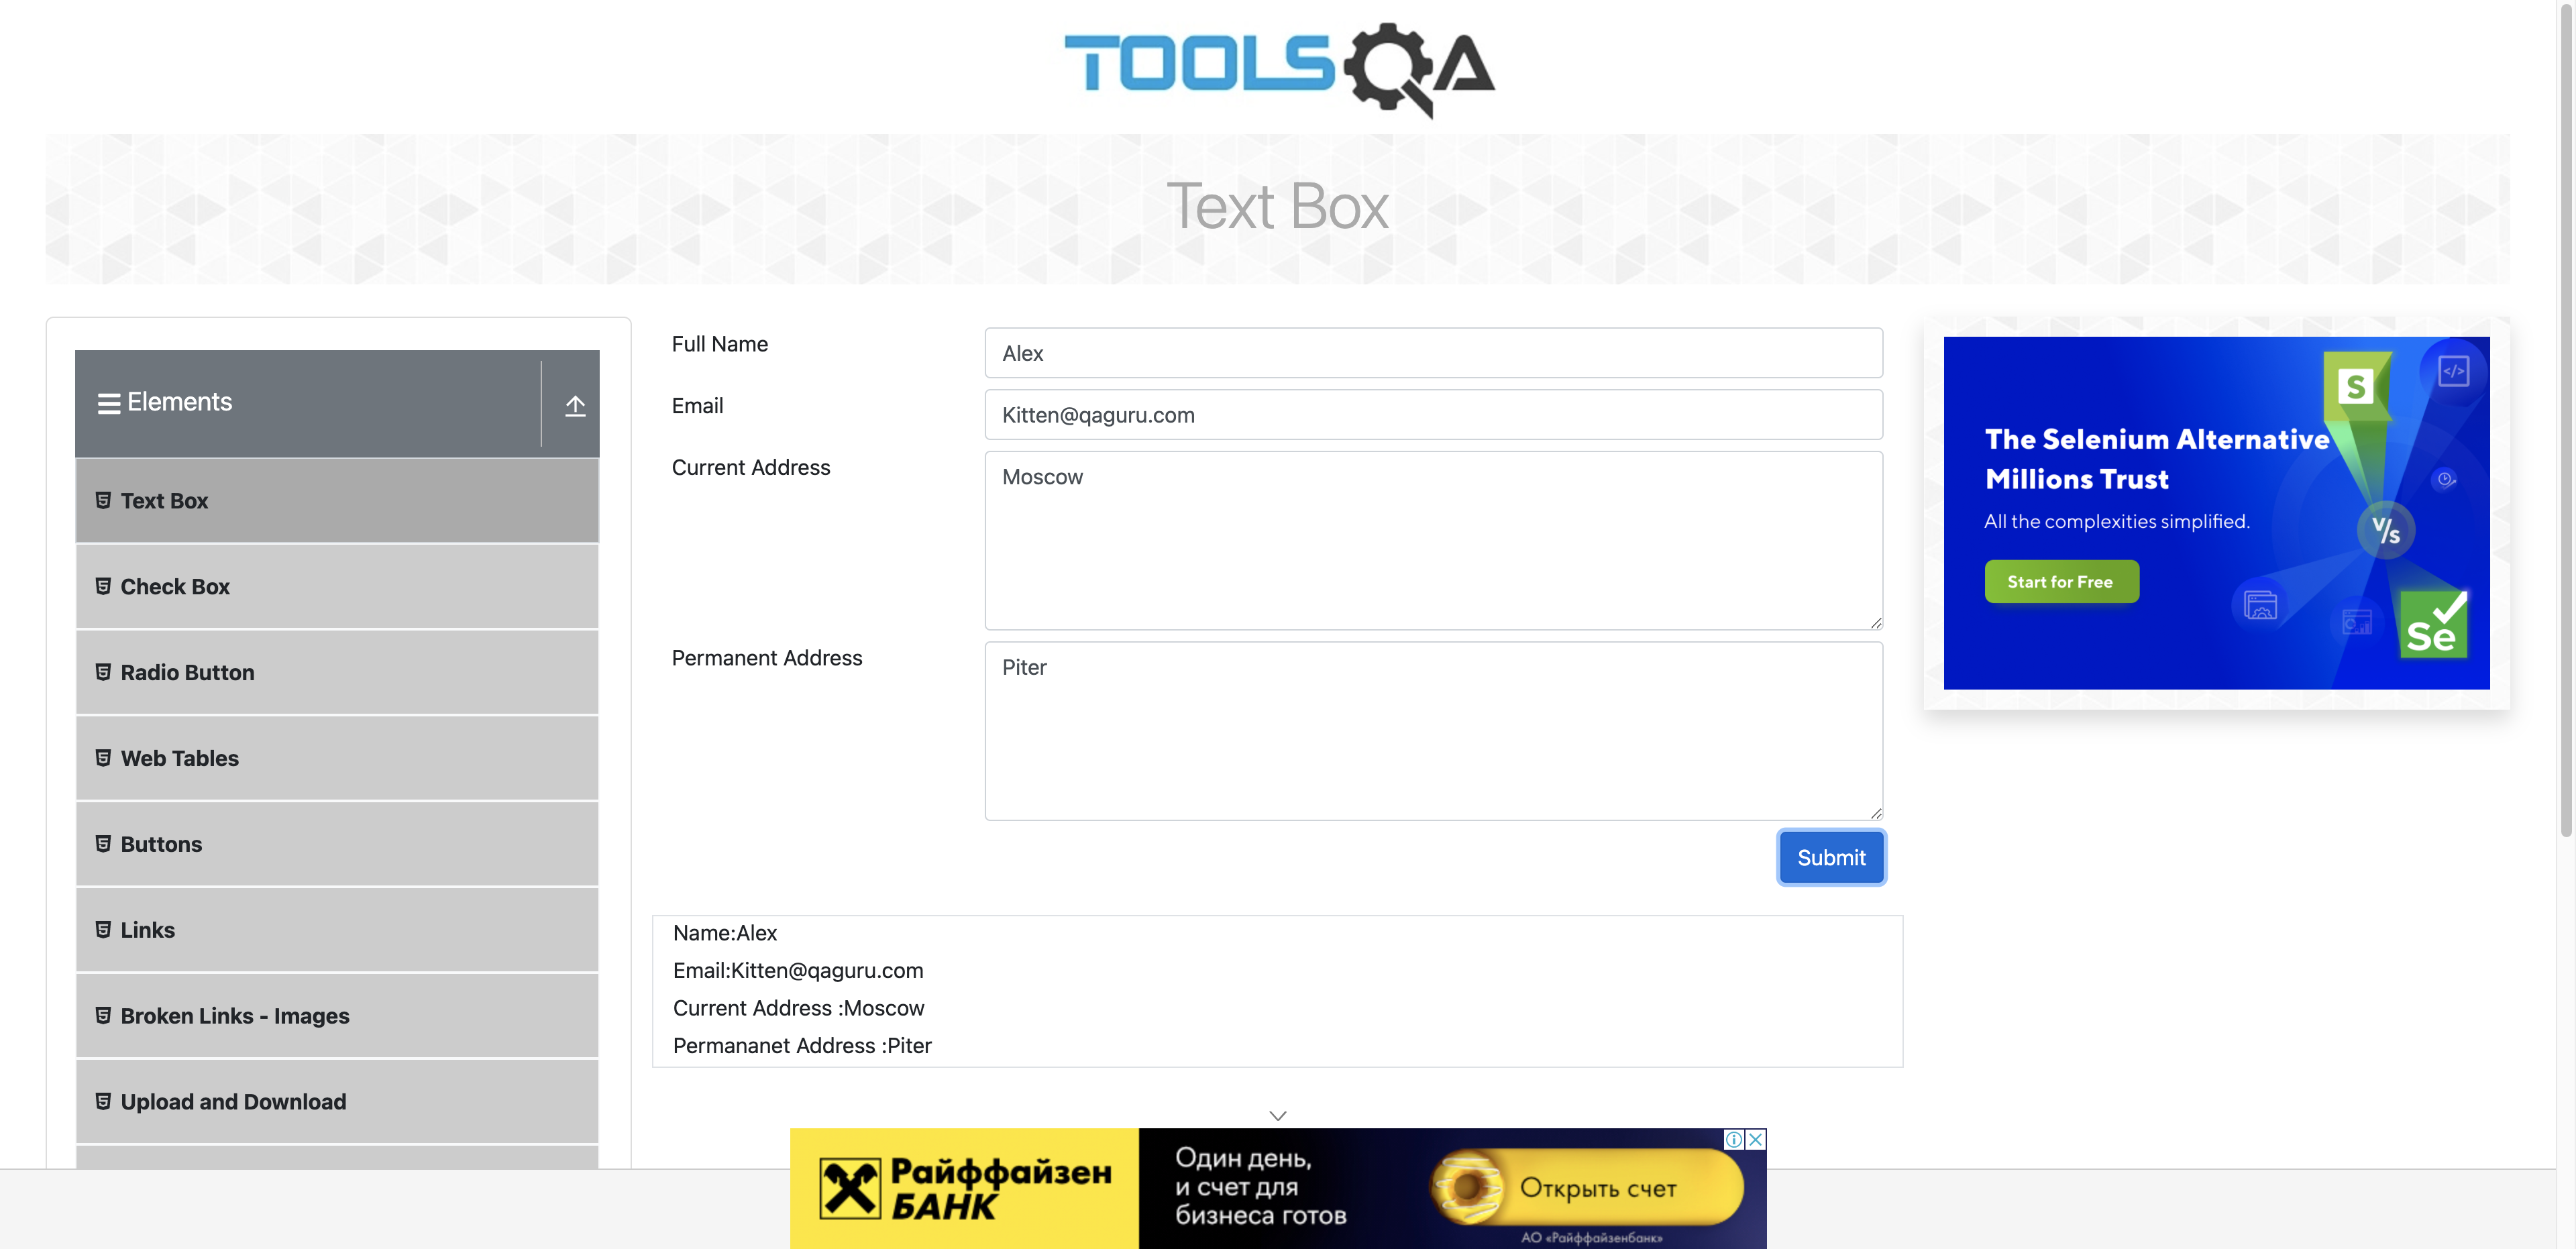 TOOLSQA
Text Box
Elements
Text Box
Check Box
Radio Button
Web Tables
Buttons
Links
Broken Links - Images
Upload and Download
Full Name
Alex
Email
Kitten@qaguru.com
Current Address
Moscow
Permanent Address
Piter
Submit
Name:Alex
Email:Kitten@qaguru.com
Current Address :Moscow
Permananet Address :Piter
S
</>
The Selenium Alternative
Millions Trust
All the complexities simplified.
V/s
Start for Free
Se
Райффайзен
БАНК
Один день,
и счет для
бизнеса готов
Открыть счет
АО «Райффайзенбанк»